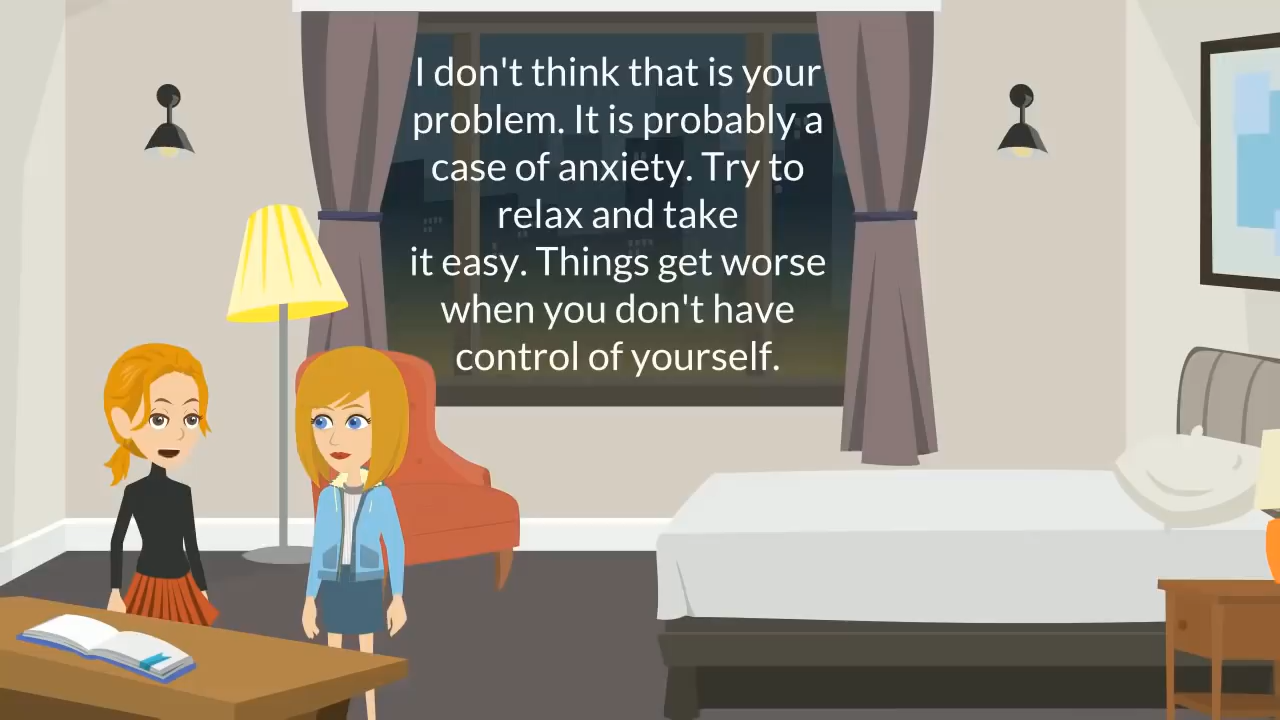 I don't think that is your
problem. It is probably a
case of anxiety. Try to
relax and take
it easy. Things get worse
when you don't have
control of yourself.